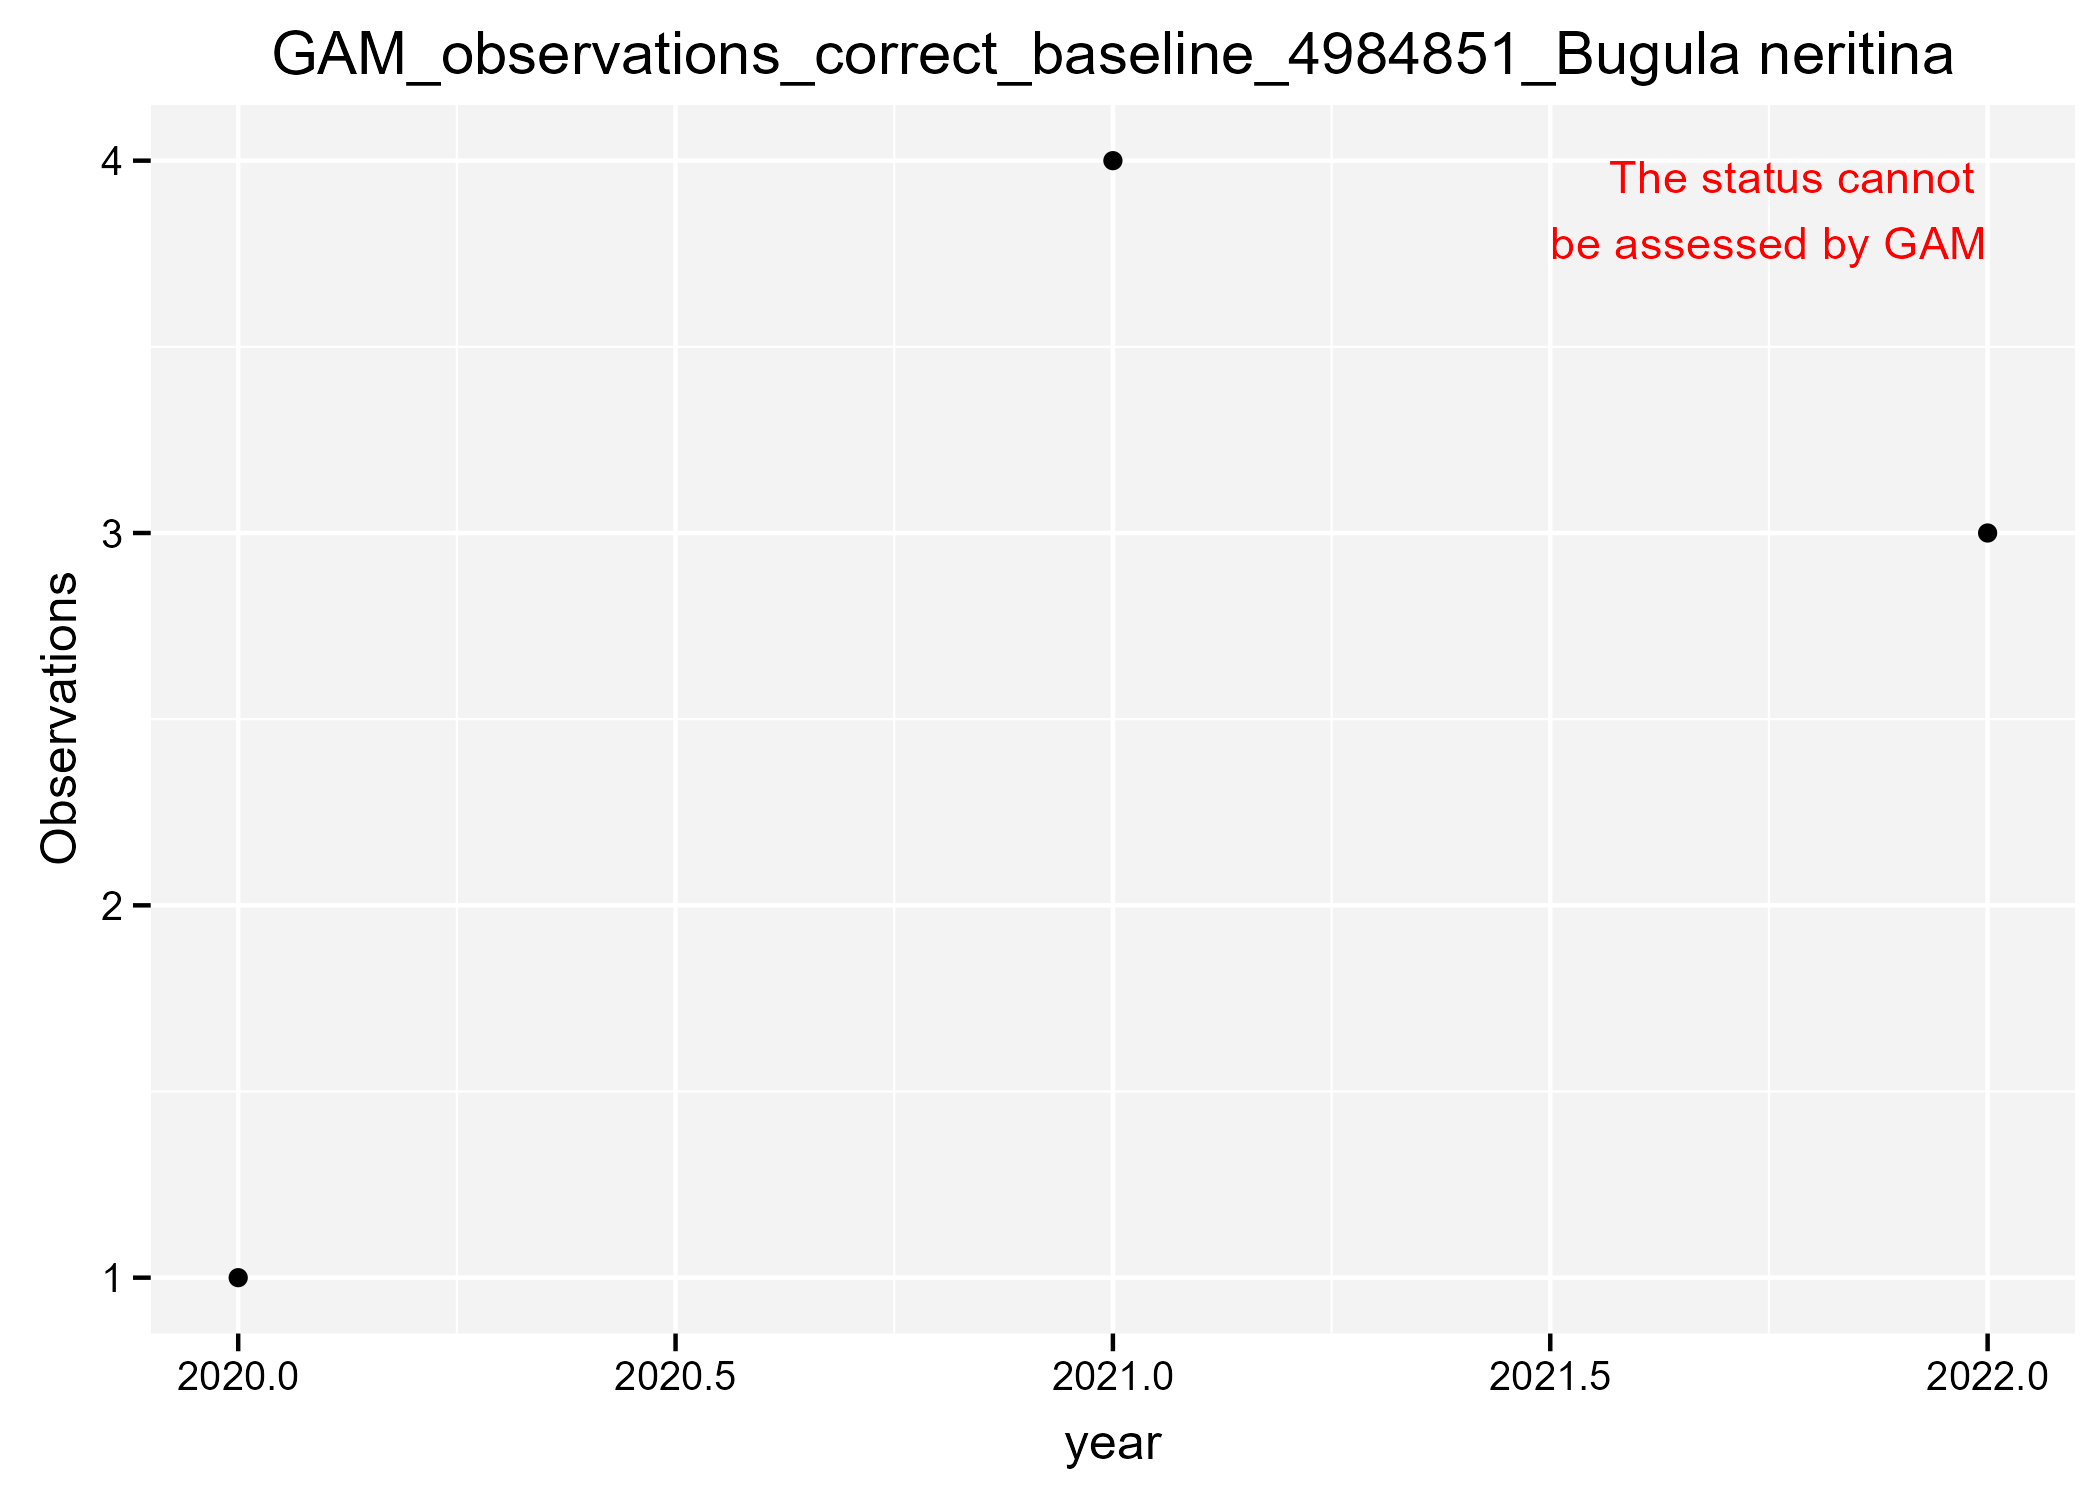 GAM_observations_correct_baseline_4984851_Bugula neritina
The status cannot
be assessed by GAM
4
3
2
1
Observations
2020.0 2020.5 2021.0 2021.5 2022.0
year